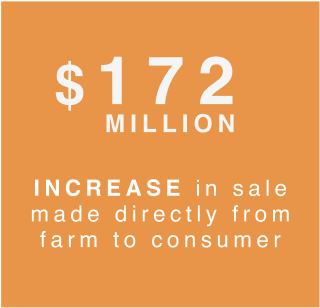 $172
MILLION
INCREASE in sale
made directly from
farm to consumer